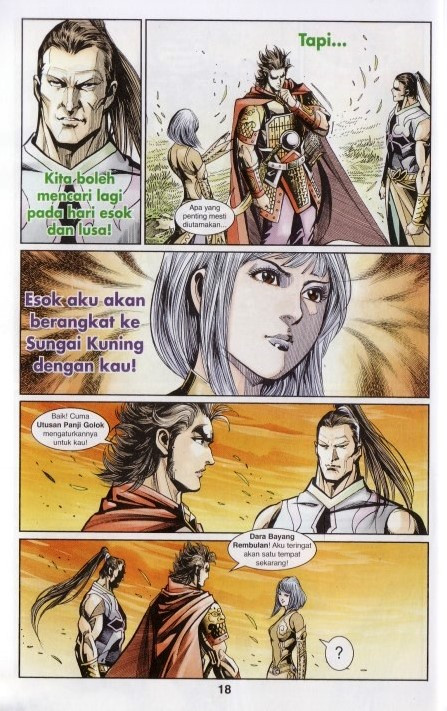 Kita boleh
mencari lagi
pada hari esok
dan lusa!
Tapi...
Apa yang
penting mesti
diutamakan...
Esok aku akan
berangkat ke
Sungai Kuning
dengan kau!
Baik! Cuma
Utusan Panji Golok
mengaturkannya
untuk kau!
Dara Bayang
Rembulan! Aku teringat
akan satu tempat
sekarang!
?
18